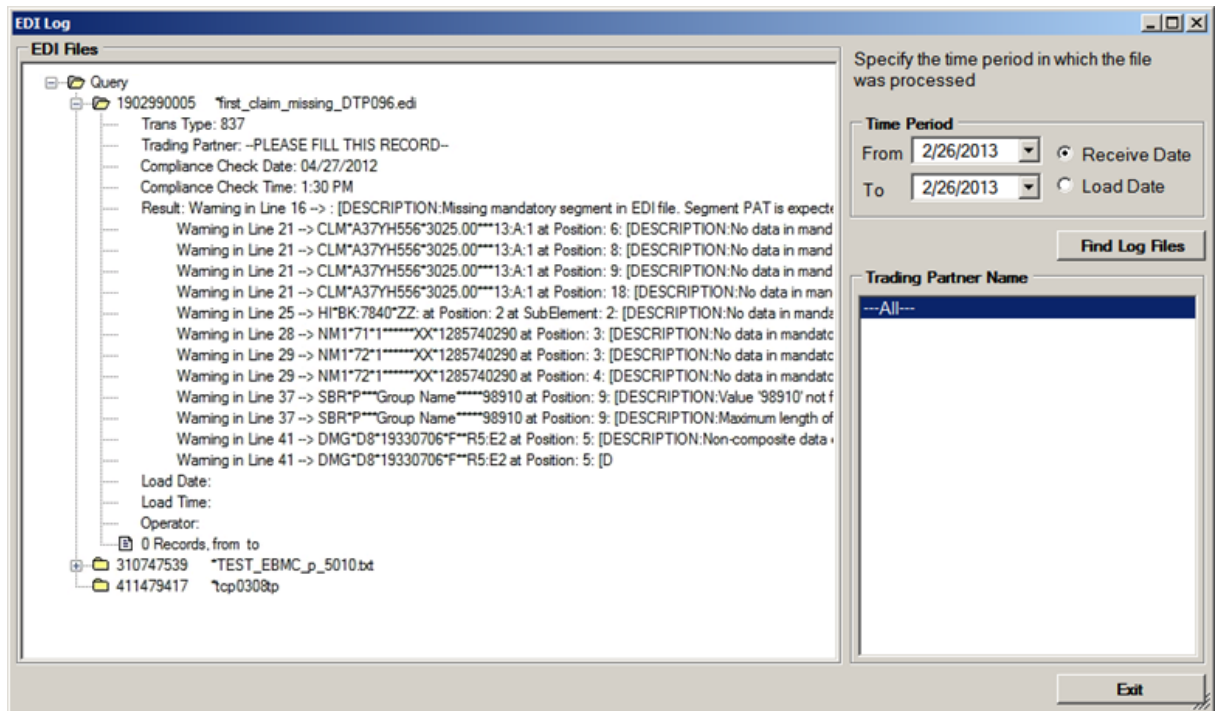 EDI Log
EDI Files
Query
1902990005 *first_claim_missing_DTP096.edi
Trans Type: 837
Trading Partner: --PLEASE FILL THIS RECORD--
Compliance Check Date: 04/27/2012
Compliance Check Time: 1:30 PM
Result: Warning in Line 16 --> : [DESCRIPTION:Missing mandatory segment in EDI file. Segment PAT is expecte
Warning in Line 21 --> CLM*A37YH556*3025.00***13:A:1 at Position: 6: [DESCRIPTION:No data in mand
Warning in Line 21 --> CLM*A37YH556*3025.00***13:A:1 at Position: 8: [DESCRIPTION:No data in mand
Warning in Line 21 --> CLM*A37YH556*3025.00***13:A:1 at Position: 9: [DESCRIPTION:No data in mand
Warning in Line 21 --> CLM*A37YH556*3025.00***13:A:1 at Position: 18: [DESCRIPTION:No data in man
Warning in Line 25 --> HI*BK:7840*ZZ: at Position: 2 at SubElement: 2: [DESCRIPTION:No data in manda
Warning in Line 28 --> NM1*71*1******XX*1285740290 at Position: 3: [DESCRIPTION:No data in mandatc
Warning in Line 29 --> NM1*72*1******XX*1285740290 at Position: 3: [DESCRIPTION:No data in mandatc
Warning in Line 29 --> NM1*72*1******XX*1285740290 at Position: 4: [DESCRIPTION:No data in mandatc
Warning in Line 37 --> SBR*P***Group Name*****98910 at Position: 9: [DESCRIPTION:Value '98910' not f
Warning in Line 37 --> SBR*P***Group Name*****98910 at Position: 9: [DESCRIPTION:Maximum length of
Warning in Line 41 --> DMG*D8*19330706*F**R5:E2 at Position: 5: [DESCRIPTION:Non-composite data
Warning in Line 41 --> DMG*D8*19330706*F**R5:E2 at Position: 5: [D
Load Date:
Load Time:
Operator:
0 Records, from to
310747539 *TEST_EBMC_p_5010.txt
411479417 *tcp0308tp
Specify the time period in which the file
was processed
Time Period
From 2/26/2013 Receive Date
To 2/26/2013 Load Date
Find Log Files
Trading Partner Name
---All---
Exit